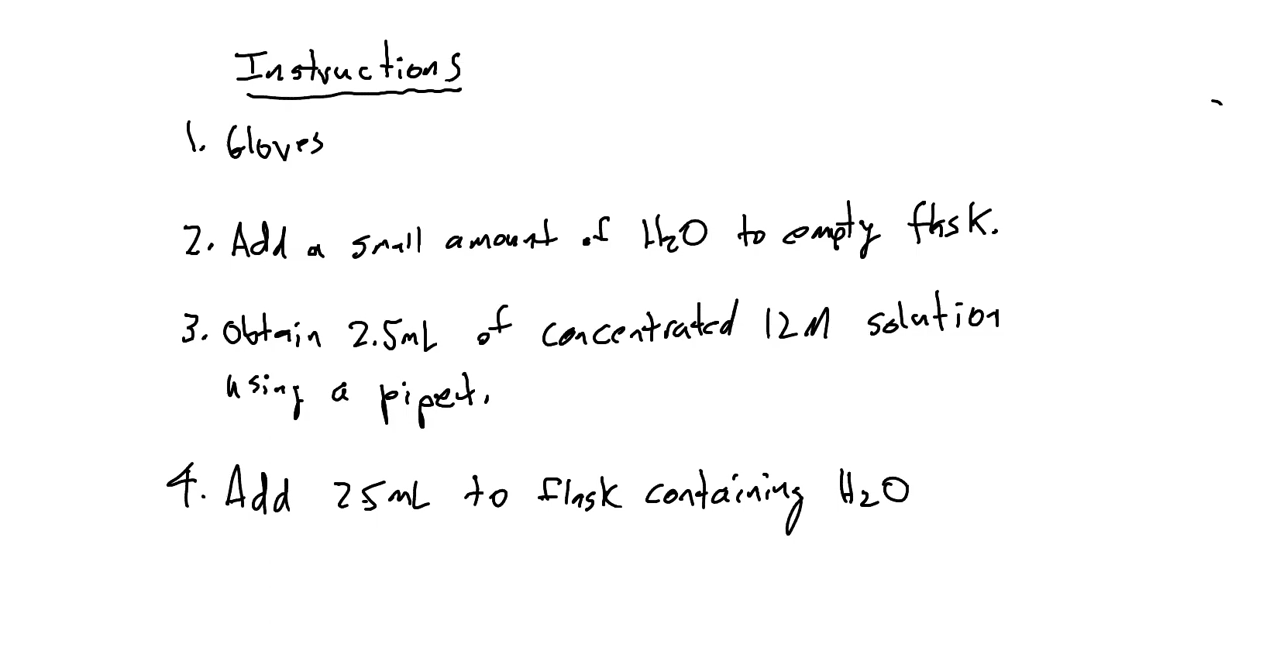 Instructions
1. Gloves
2. Add a small amount of H2O to empty flask.
3. Obtain 2.5mL of concentrated 12M solution
using a pipet.
4. Add 25mL to flask containing H2O